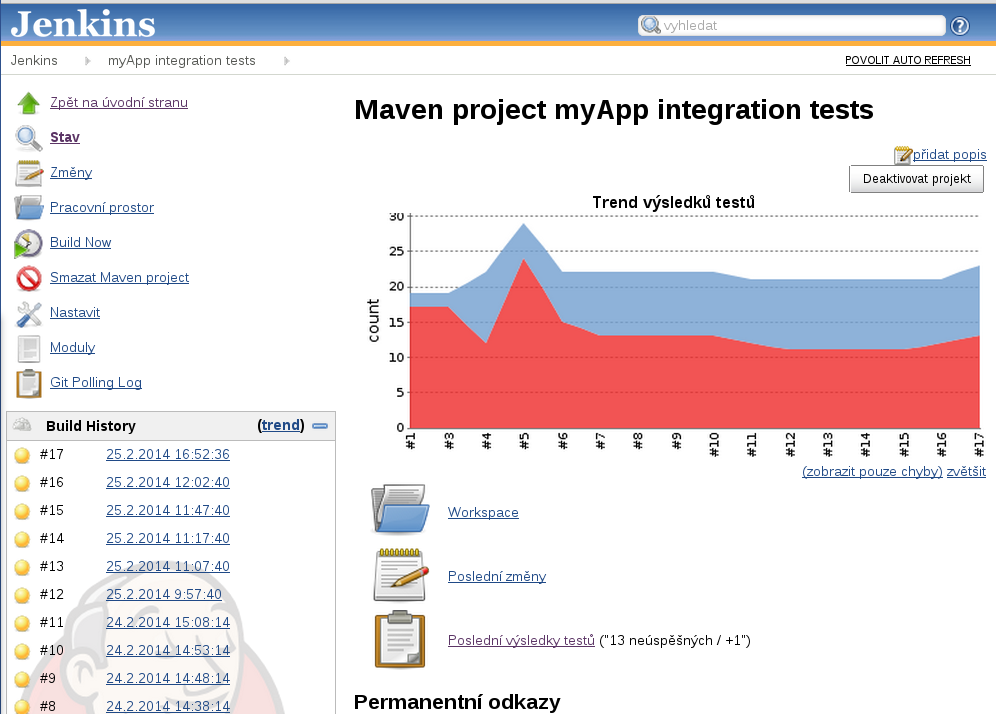 Jenkins
vyhledat
Jenkins myApp integration tests
POVOLIT AUTO REFRESH
Zpět na úvodní stranu
Stav
Změny
Pracovní prostor
Build Now
Smazat Maven project
Nastavit
Moduly
Git Polling Log
Build History (trend)
#17 25.2.2014 16:52:36
#16 25.2.2014 12:02:40
#15 25.2.2014 11:47:40
#14 25.2.2014 11:17:40
#13 25.2.2014 11:07:40
#12 25.2.2014 9:57:40
#11 24.2.2014 15:08:14
#10 24.2.2014 14:53:14
#9 24.2.2014 14:48:14
#8 24.2.2014 14:38:14
Maven project myApp integration tests
přidat popis
Deaktivovat projekt
Trend výsledků testů
count
30
25
20
15
10
5
0
#1 #3 #4 #5 #6 #7 #8 #9 #10 #11 #12 #13 #14 #15 #16 #17
(zobrazit pouze chyby) zvětšit
Workspace
Poslední změny
Poslední výsledky testů ("13 neúspěšných / +1")
Permanentní odkazy